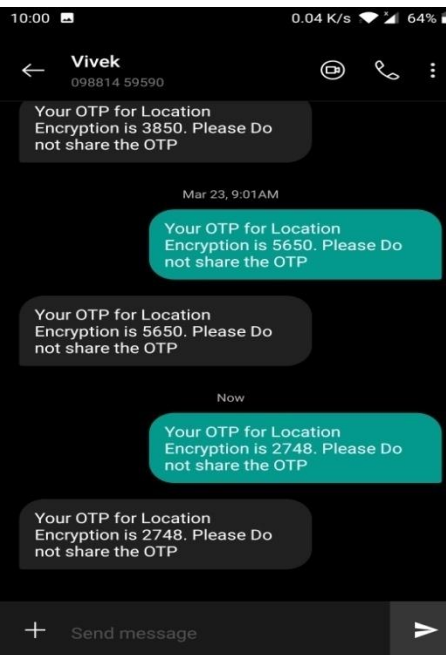 10:00 0.04 K/s 64%
Vivek
098814 59590
Your OTP for Location
Encryption is 3850. Please Do
not share the OTP
Mar 23, 9:01AM
Your OTP for Location
Encryption is 5650. Please Do
not share the OTP
Your OTP for Location
Encryption is 5650. Please Do
not share the OTP
Now
Your OTP for Location
Encryption is 2748. Please Do
not share the OTP
Your OTP for Location
Encryption is 2748. Please Do
not share the OTP
Send message